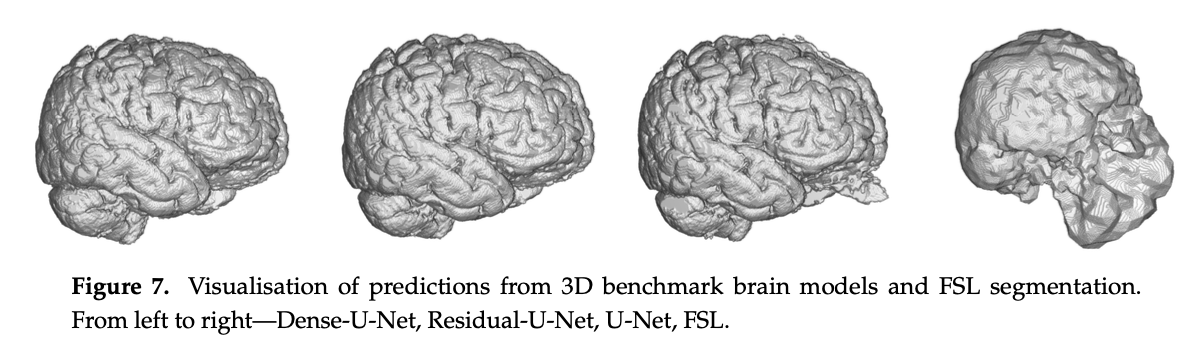 Figure 7. Visualisation of predictions from 3D benchmark brain models and FSL segmentation.
From left to right—Dense-U-Net, Residual-U-Net, U-Net, FSL.